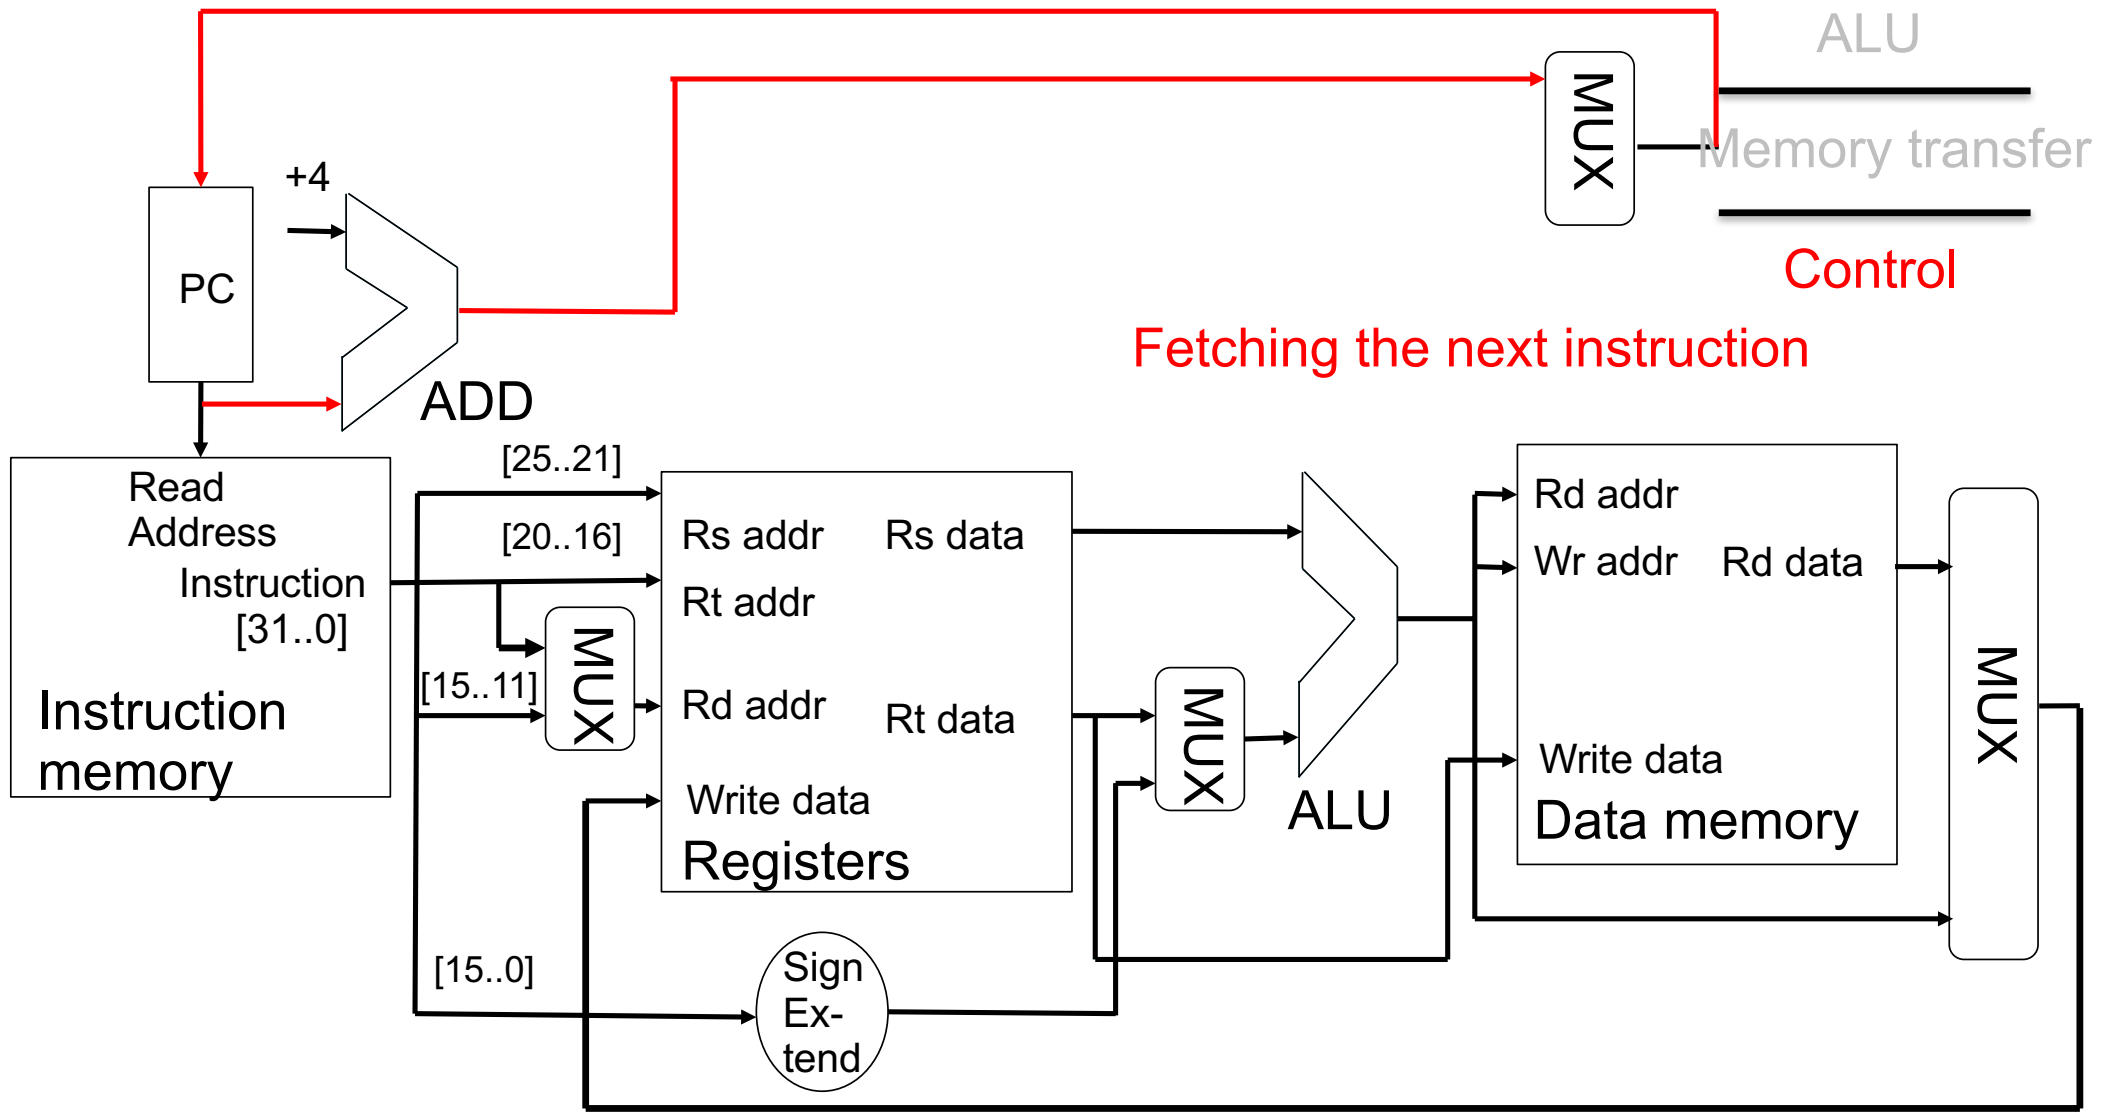 ALU
MUX
Memory transfer
Control
+4
PC
ADD
Fetching the next instruction
Read
Address
Instruction
[31..0]
Instruction
memory
[25..21]
[20..16]
[15..11]
[15..0]
MUX
Rs addr
Rs data
Rt addr
Rd addr
Rt data
Write data
Registers
Sign
Ex-
tend
MUX
ALU
Rd addr
Wr addr
Rd data
Write data
Data memory
MUX